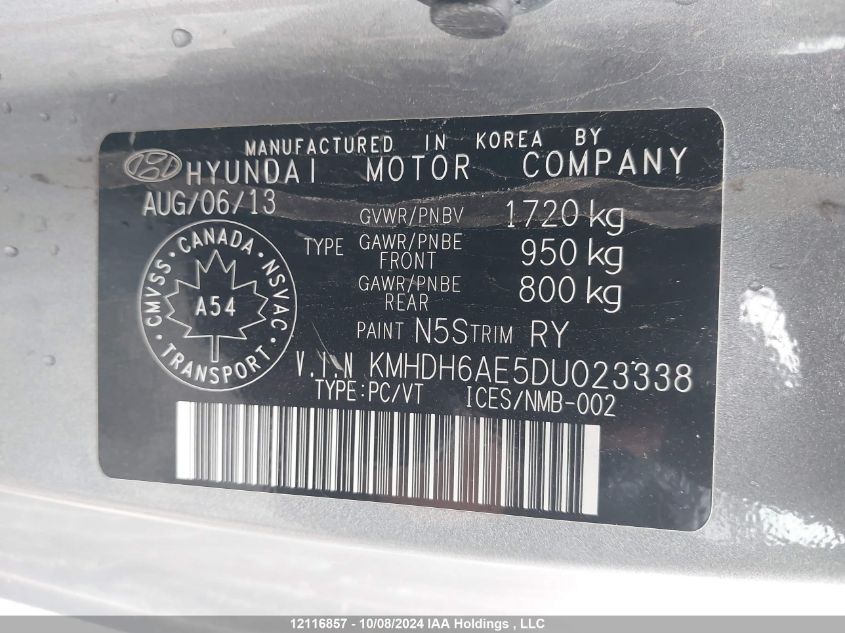 MANUFACTURED IN KOREA BY
HYUNDAI MOTOR COMPANY
AUG/06/13
GVWR/PNBV 1720 kg
TYPE GAWR/PNBE FRONT 950 kg
GAWR/PNBE REAR 800 kg
CANADA
CMVSS · NSVAC
A54
TRANSPORT
PAINT N5S TRIM RY
V.I.N KMHDH6AE5DU023338
TYPE:PC/VT ICES/NMB-002
12116857 - 10/08/2024 IAA Holdings , LLC